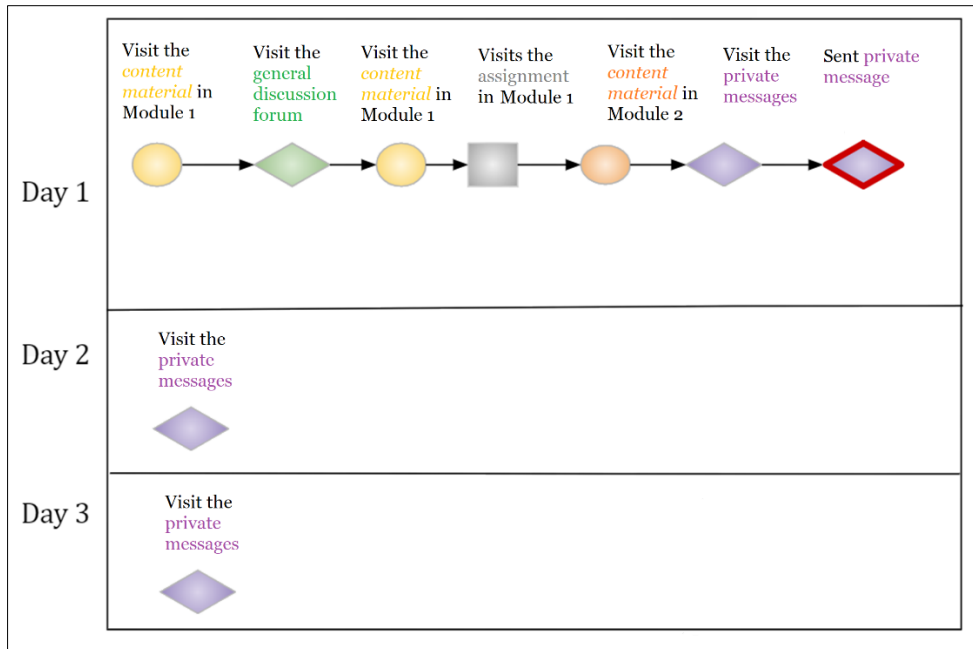 Visit the
content
material in
Module 1
Visit the
general
discussion
forum
Visit the
content
material in
Module 1
Visits the
assignment
in Module 1
Visit the
content
material in
Module 2
Visit the
private
messages
Sent private
message
Day 1
Day 2
Visit the
private
messages
Day 3
Visit the
private
messages